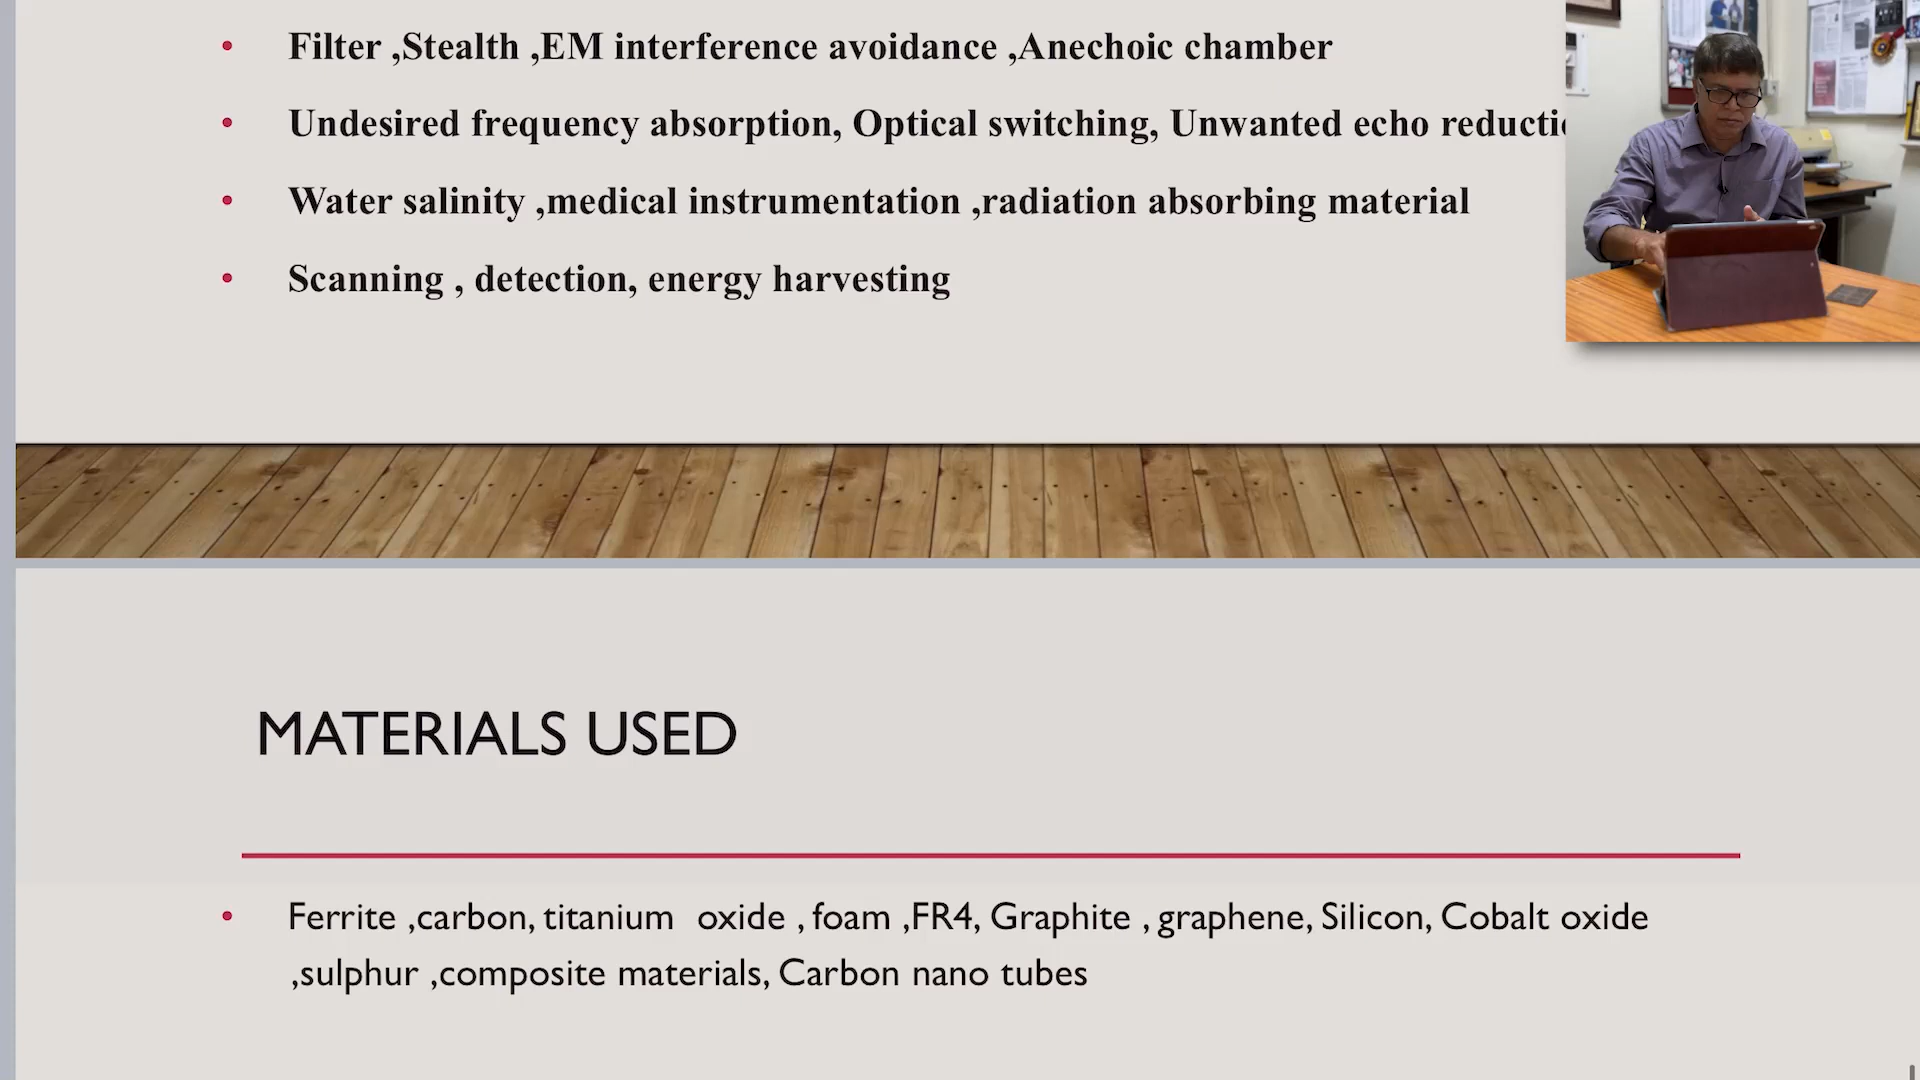 • Filter ,Stealth ,EM interference avoidance ,Anechoic chamber
• Undesired frequency absorption, Optical switching, Unwanted echo
• Water salinity ,medical instrumentation ,radiation absorbing material
• Scanning , detection, energy harvesting
MATERIALS USED
• Ferrite ,carbon, titanium oxide , foam ,FR4, Graphite , graphene, Silicon, Cobalt oxide
,sulphur ,composite materials, Carbon nano tubes